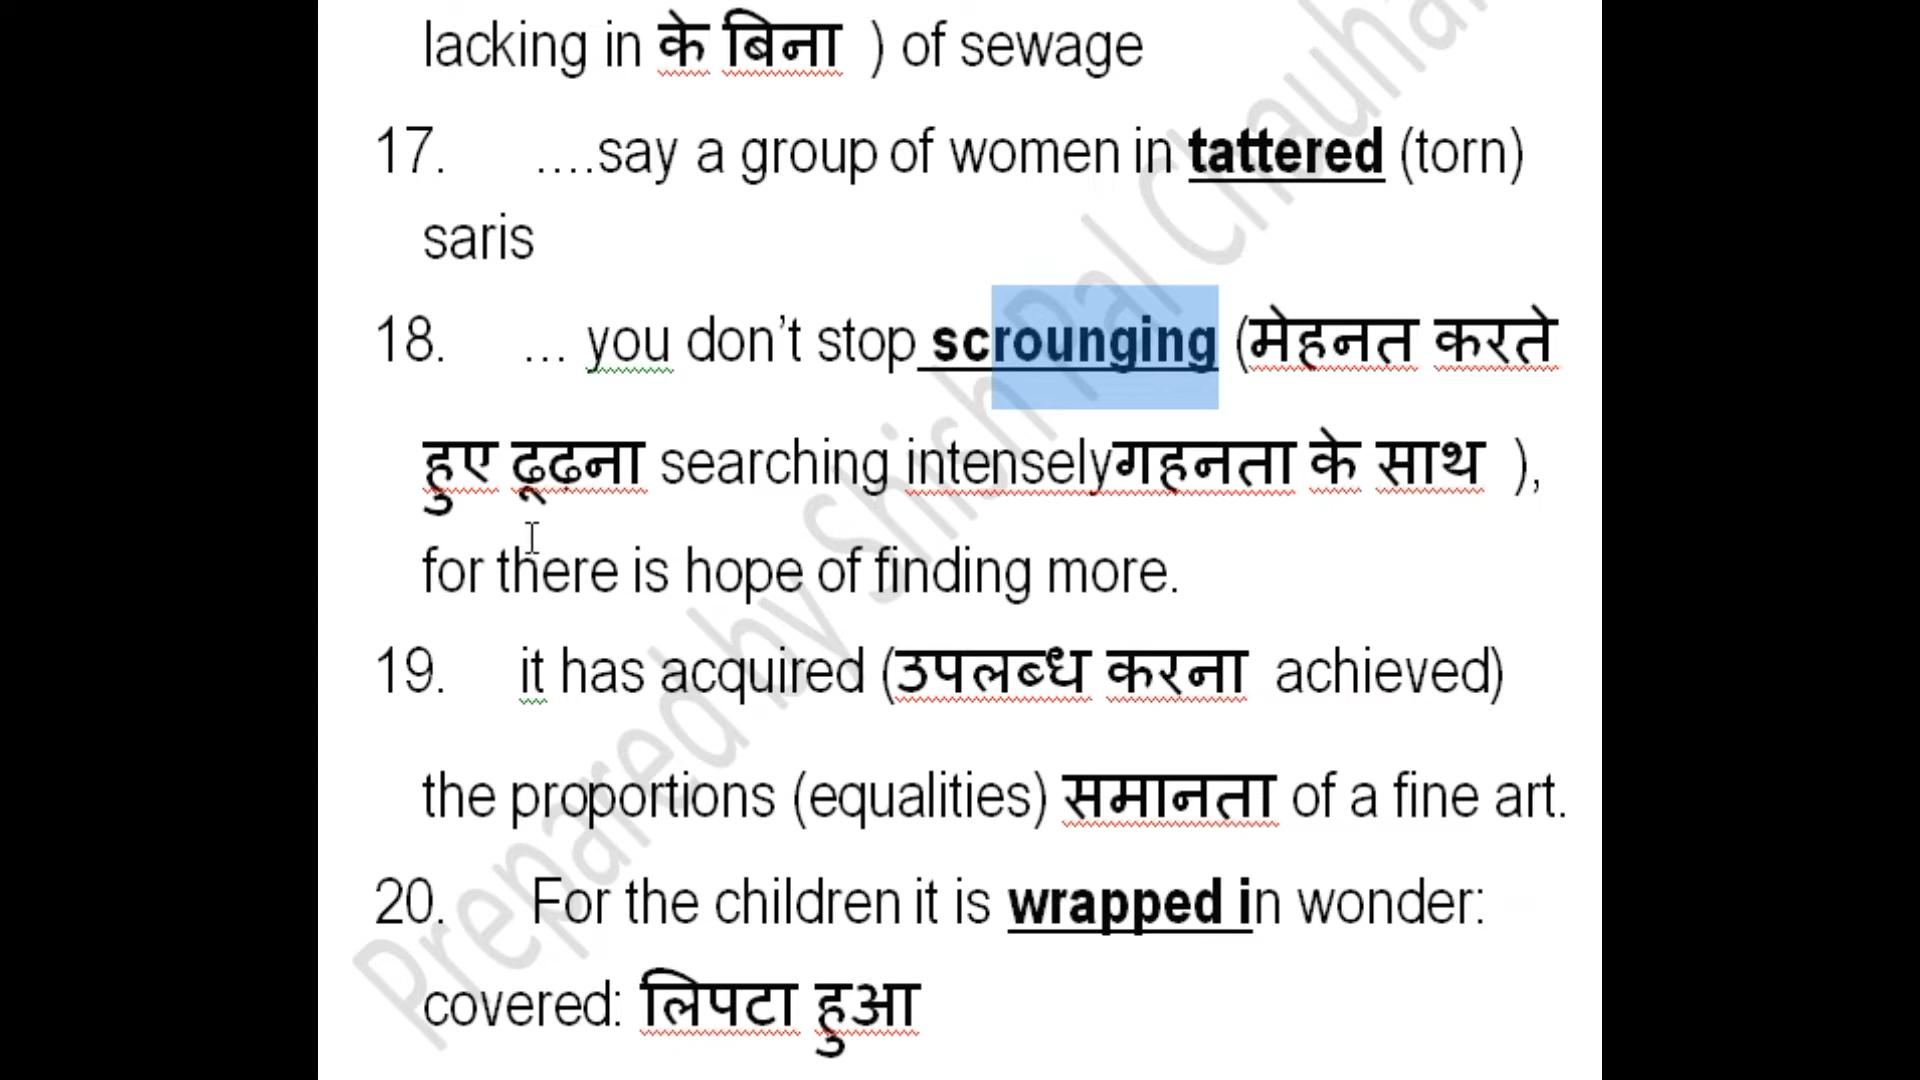 lacking in के बिना ) of sewage
17. ....say a group of women in tattered (torn)
saris
18. ... you don’t stop scrounging (मेहनत करते
हुए ढूढना searching intenselyगहनता के साथ ),
for there is hope of finding more.
19. it has acquired (उपलब्ध करना achieved)
the proportions (equalities) समानता of a fine art.
20. For the children it is wrapped in wonder:
covered: लिपटा हुआ
Prepared by Shish Pal Chauha